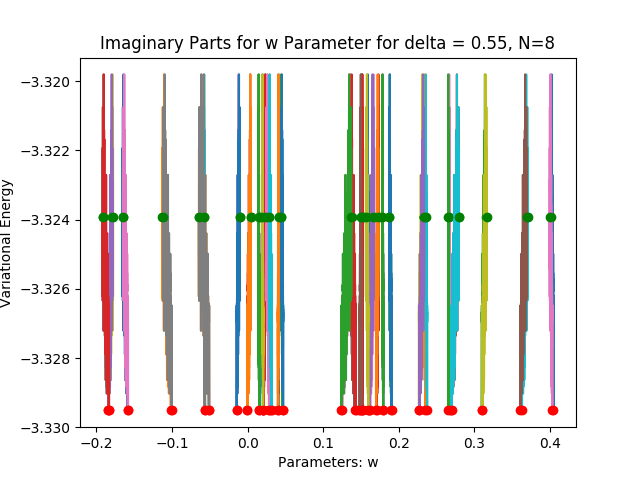 Imaginary Parts for w Parameter for delta = 0.55, N=8
Variational Energy
−3.320
−3.322
−3.324
−3.326
−3.328
−3.330
−0.2 −0.1 0.0 0.1 0.2 0.3 0.4
Parameters: w